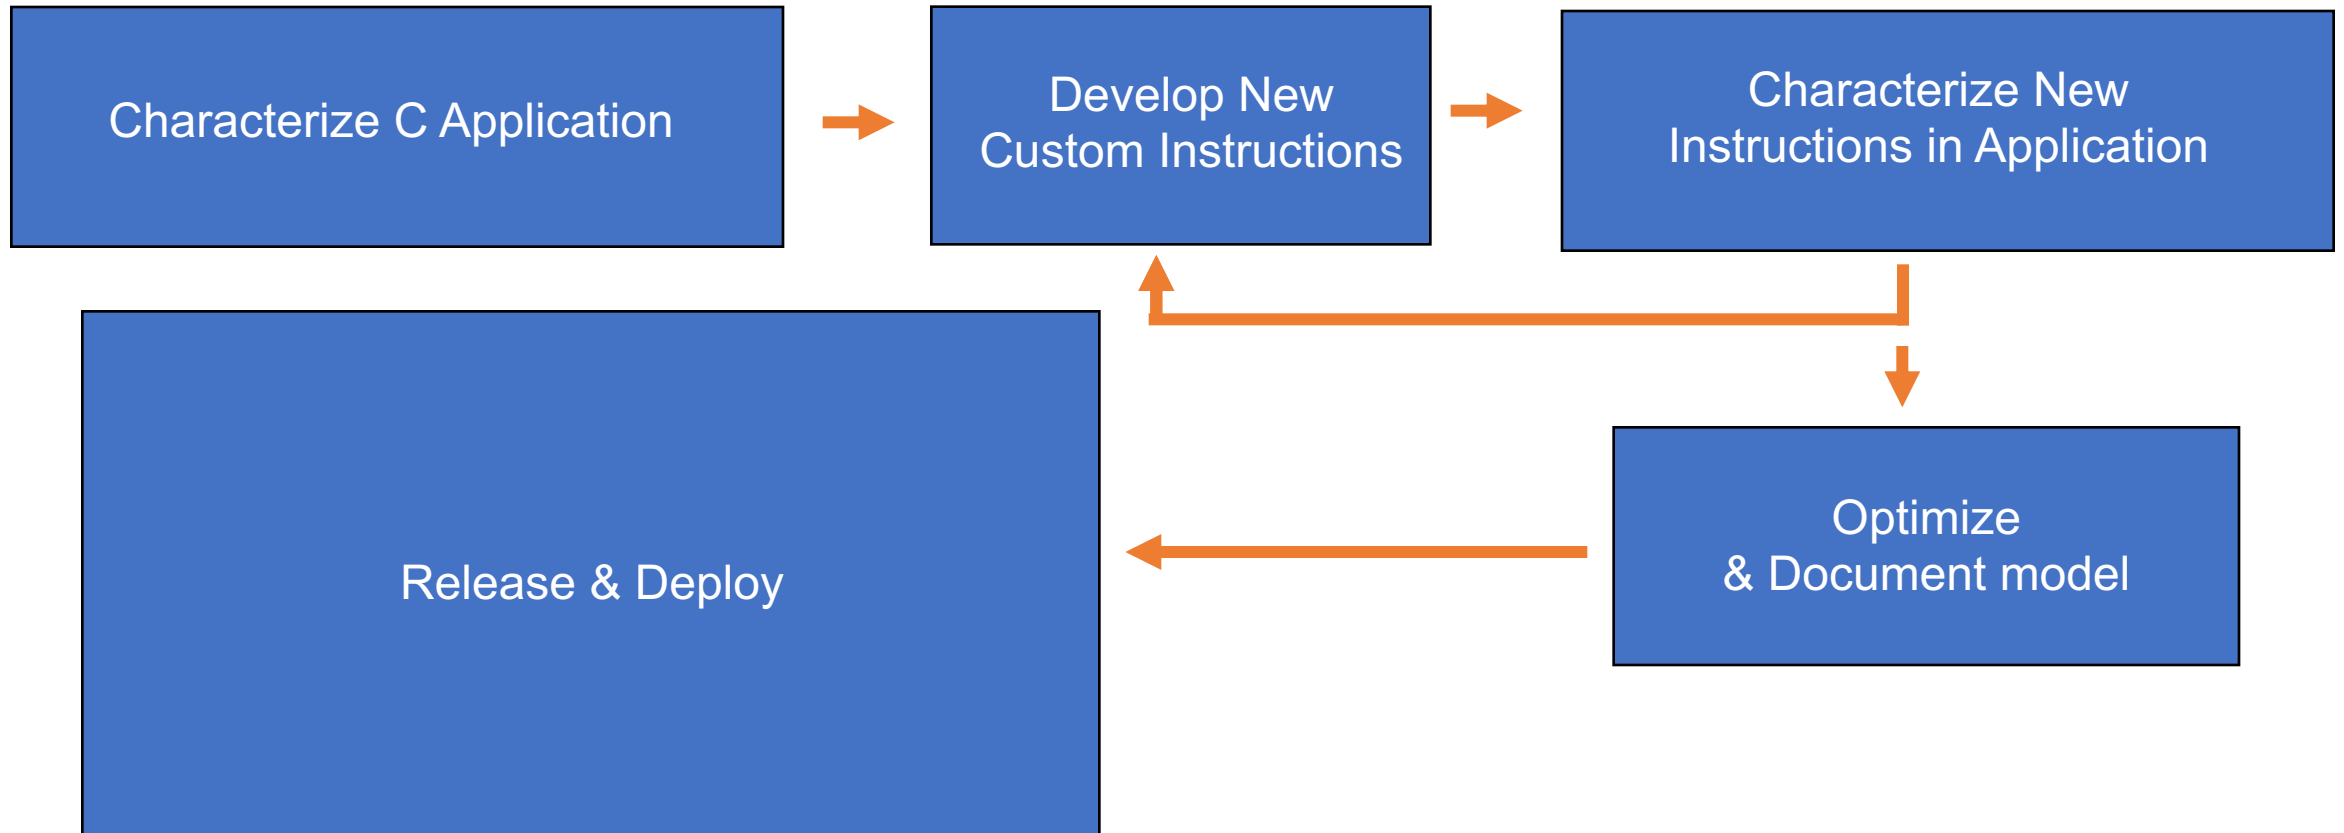 Characterize C Application
Develop New
Custom Instructions
Characterize New
Instructions in Application
Optimize
& Document model
Release & Deploy